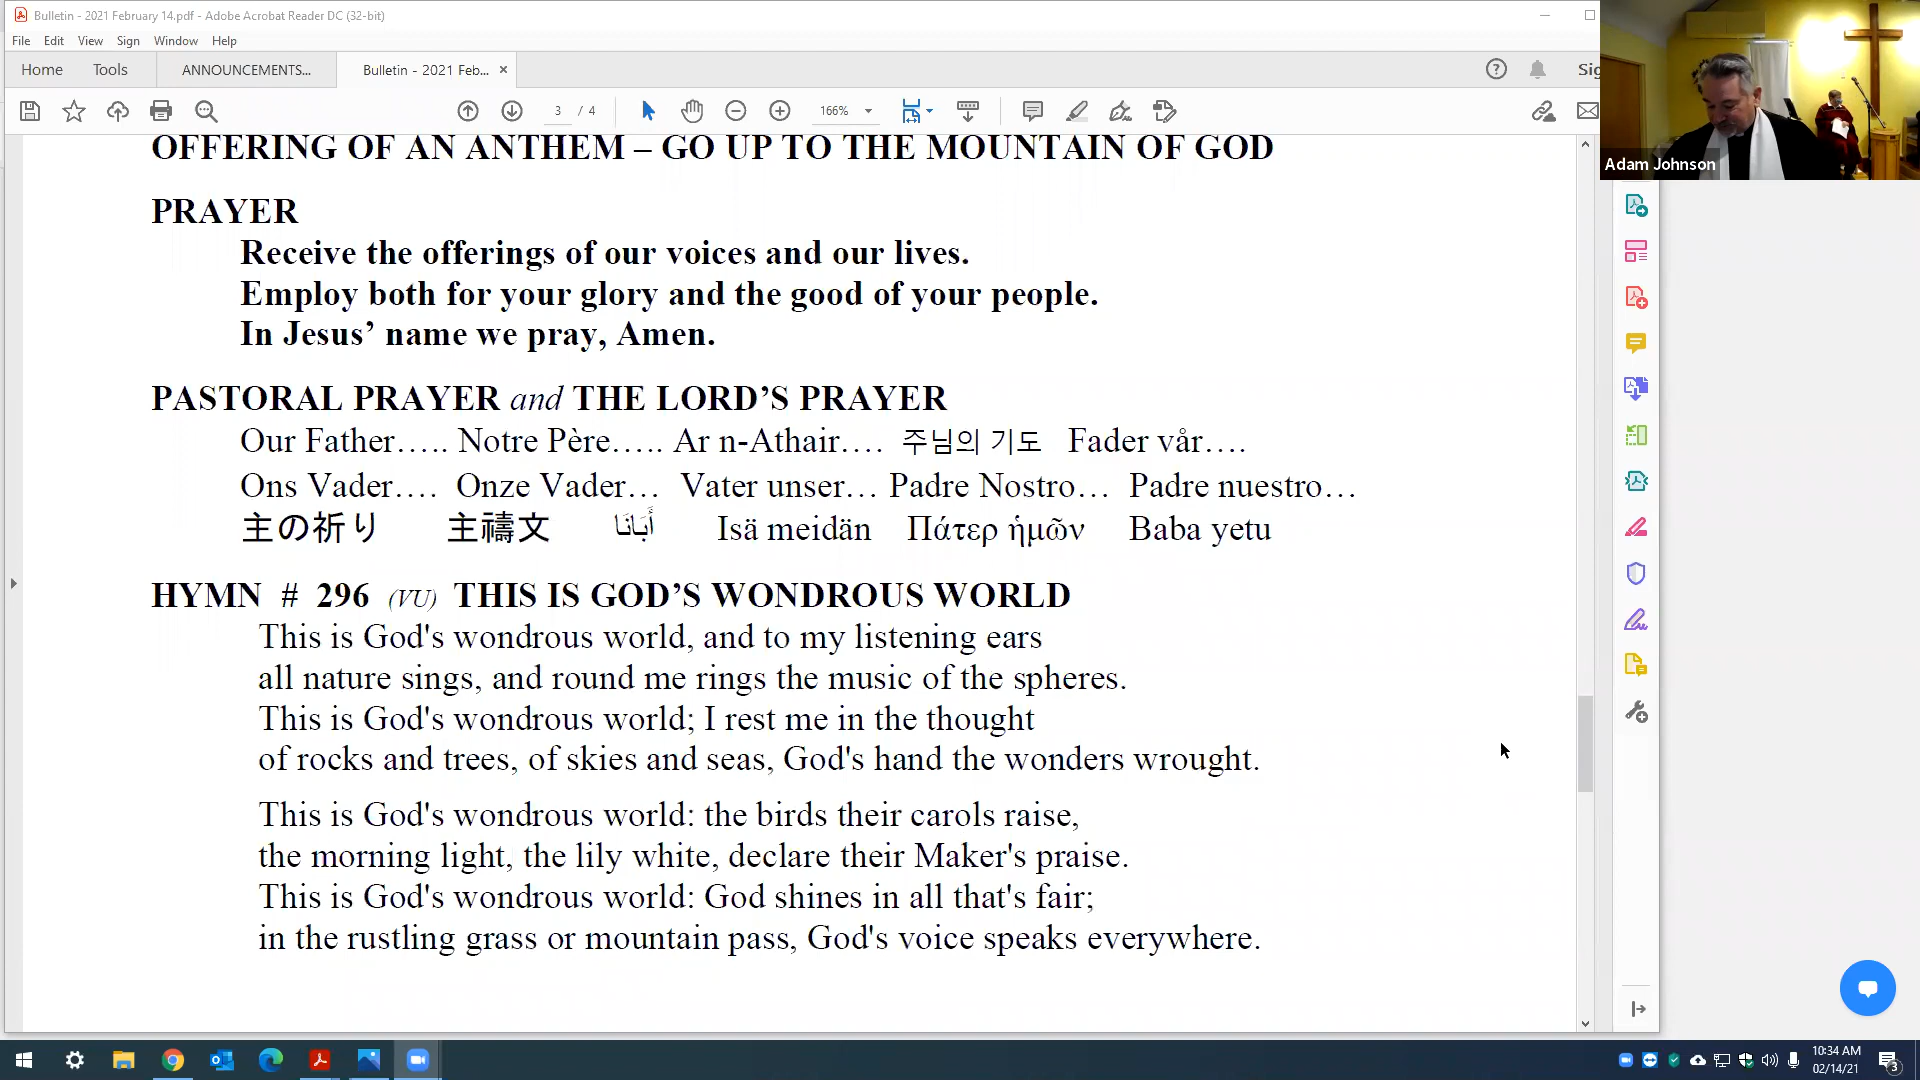 Bulletin - 2021 February 14.pdf - Adobe Acrobat Reader DC (32-bit)
File Edit View Sign Window Help
Home Tools ANNOUNCEMENTS... Bulletin - 2021 Feb... ×
3 / 4 166%
Adam Johnson
OFFERING OF AN ANTHEM – GO UP TO THE MOUNTAIN OF GOD
PRAYER
Receive the offerings of our voices and our lives.
Employ both for your glory and the good of your people.
In Jesus’ name we pray, Amen.
PASTORAL PRAYER and THE LORD’S PRAYER
Our Father….. Notre Père….. Ar n-Athair…. 주님의 기도 Fader vår….
Ons Vader…. Onze Vader… Vater unser… Padre Nostro… Padre nuestro…
主の祈り 主禱文 أَبَانَا Isä meidän Πάτερ ἡμῶν Baba yetu
HYMN # 296 (VU) THIS IS GOD’S WONDROUS WORLD
This is God's wondrous world, and to my listening ears
all nature sings, and round me rings the music of the spheres.
This is God's wondrous world; I rest me in the thought
of rocks and trees, of skies and seas, God's hand the wonders wrought.
This is God's wondrous world: the birds their carols raise,
the morning light, the lily white, declare their Maker's praise.
This is God's wondrous world: God shines in all that's fair;
in the rustling grass or mountain pass, God's voice speaks everywhere.
10:34 AM
02/14/21
3